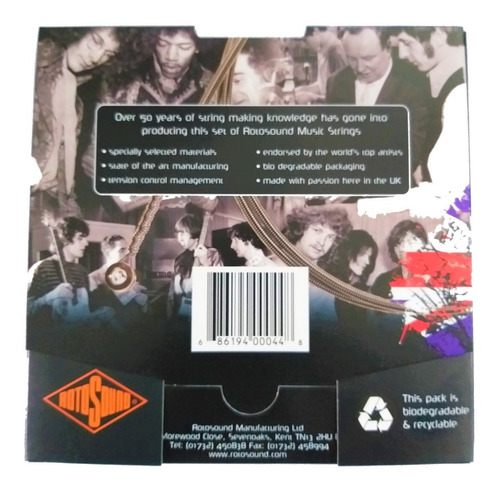 Over 50 years of string making knowledge has gone into
producing this set of Rotosound Music Strings
• specially selected materials
• state of the art manufacturing
• tension control management
• endorsed by the world's top artists
• bio degradable packaging
• made with passion here in the UK
6 86194 00044 8
ROTOSOUND
Rotosound Manufacturing Ltd
Morewood Close, Sevenoaks, Kent TN13 2HU
Tel: (01732) 450838 Fax: (01732) 458994
www.rotosound.com
This pack is
biodegradable
& recyclable